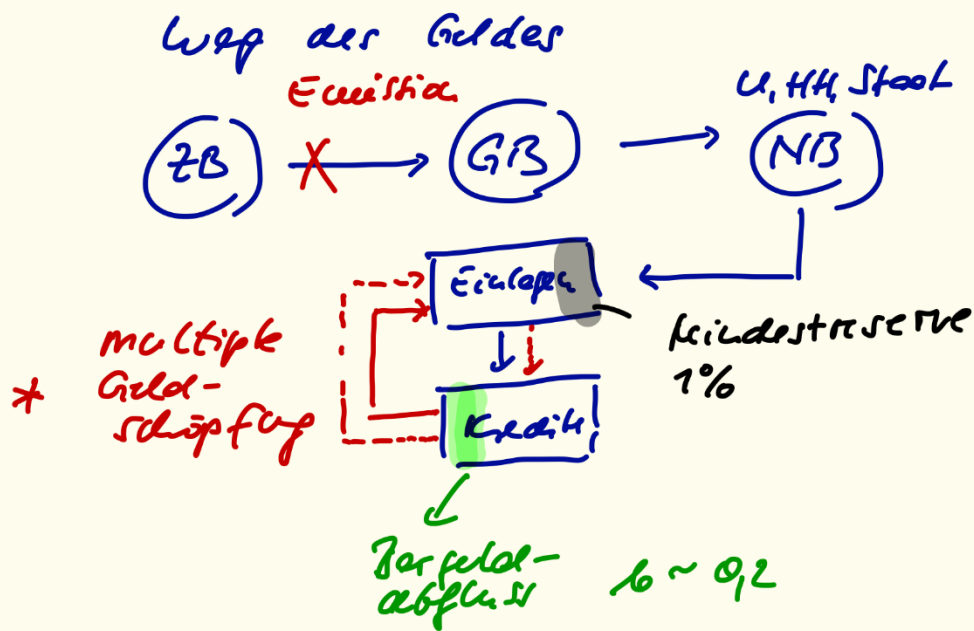 Weg des Geldes
Emission
U, HH, Staat
ZB
GB
NB
Einlagen
Mindestreserve
1%
* multiple
Geld-
schöpfung
Kredite
Bargeld-
abfluss
b ~ 0,2